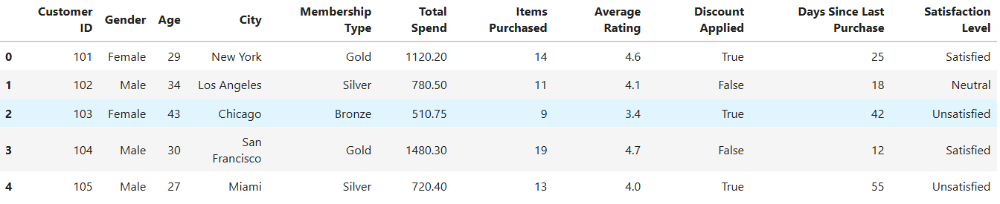 Customer ID Gender Age City Membership Type Total Spend Items Purchased Average Rating Discount Applied Days Since Last Purchase Satisfaction Level
0 101 Female 29 New York Gold 1120.20 14 4.6 True 25 Satisfied
1 102 Male 34 Los Angeles Silver 780.50 11 4.1 False 18 Neutral
2 103 Female 43 Chicago Bronze 510.75 9 3.4 True 42 Unsatisfied
3 104 Male 30 San Francisco Gold 1480.30 19 4.7 False 12 Satisfied
4 105 Male 27 Miami Silver 720.40 13 4.0 True 55 Unsatisfied